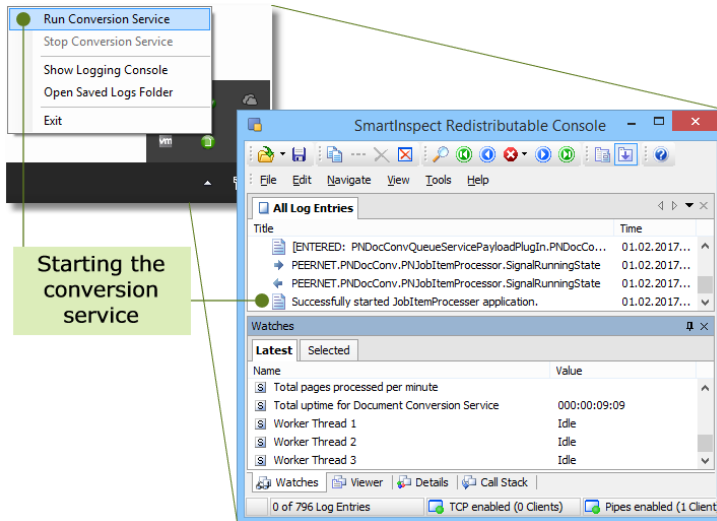 Run Conversion Service
Stop Conversion Service
Show Logging Console
Open Saved Logs Folder
Exit
vm
SmartInspect Redistributable Console
File Edit Navigate View Tools Help
All Log Entries
Title Time
[ENTERED: PNDocConvQueueServicePayloadPlugIn.PNDocCo... 01.02.2017...
PEERNET.PNDocConv.PNJobItemProcessor.SignalRunningState 01.02.2017...
PEERNET.PNDocConv.PNJobItemProcessor.SignalRunningState 01.02.2017...
Successfully started JobItemProcesser application. 01.02.2017...
Starting the
conversion
service
Watches
Latest Selected
Name Value
Total pages processed per minute
Total uptime for Document Conversion Service 000:00:09:09
Worker Thread 1 Idle
Worker Thread 2 Idle
Worker Thread 3 Idle
Watches Viewer Details Call Stack
0 of 796 Log Entries TCP enabled (0 Clients) Pipes enabled (1 Client